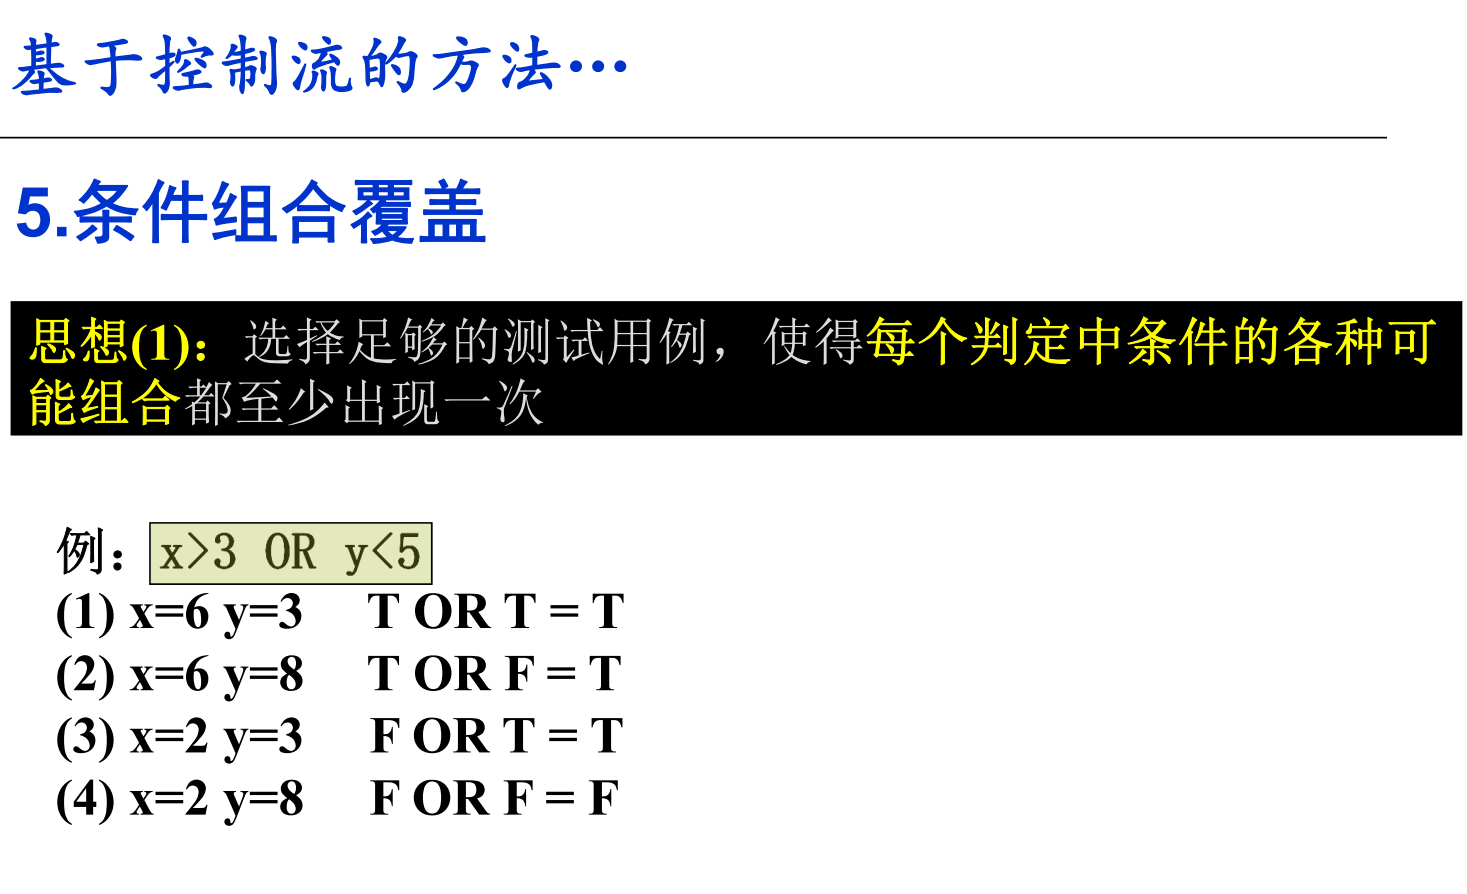 基于控制流的方法…
5.条件组合覆盖
思想(1)：选择足够的测试用例，使得每个判定中条件的各种可
能组合都至少出现一次
例：x>3 OR y<5
(1) x=6 y=3 T OR T = T
(2) x=6 y=8 T OR F = T
(3) x=2 y=3 F OR T = T
(4) x=2 y=8 F OR F = F